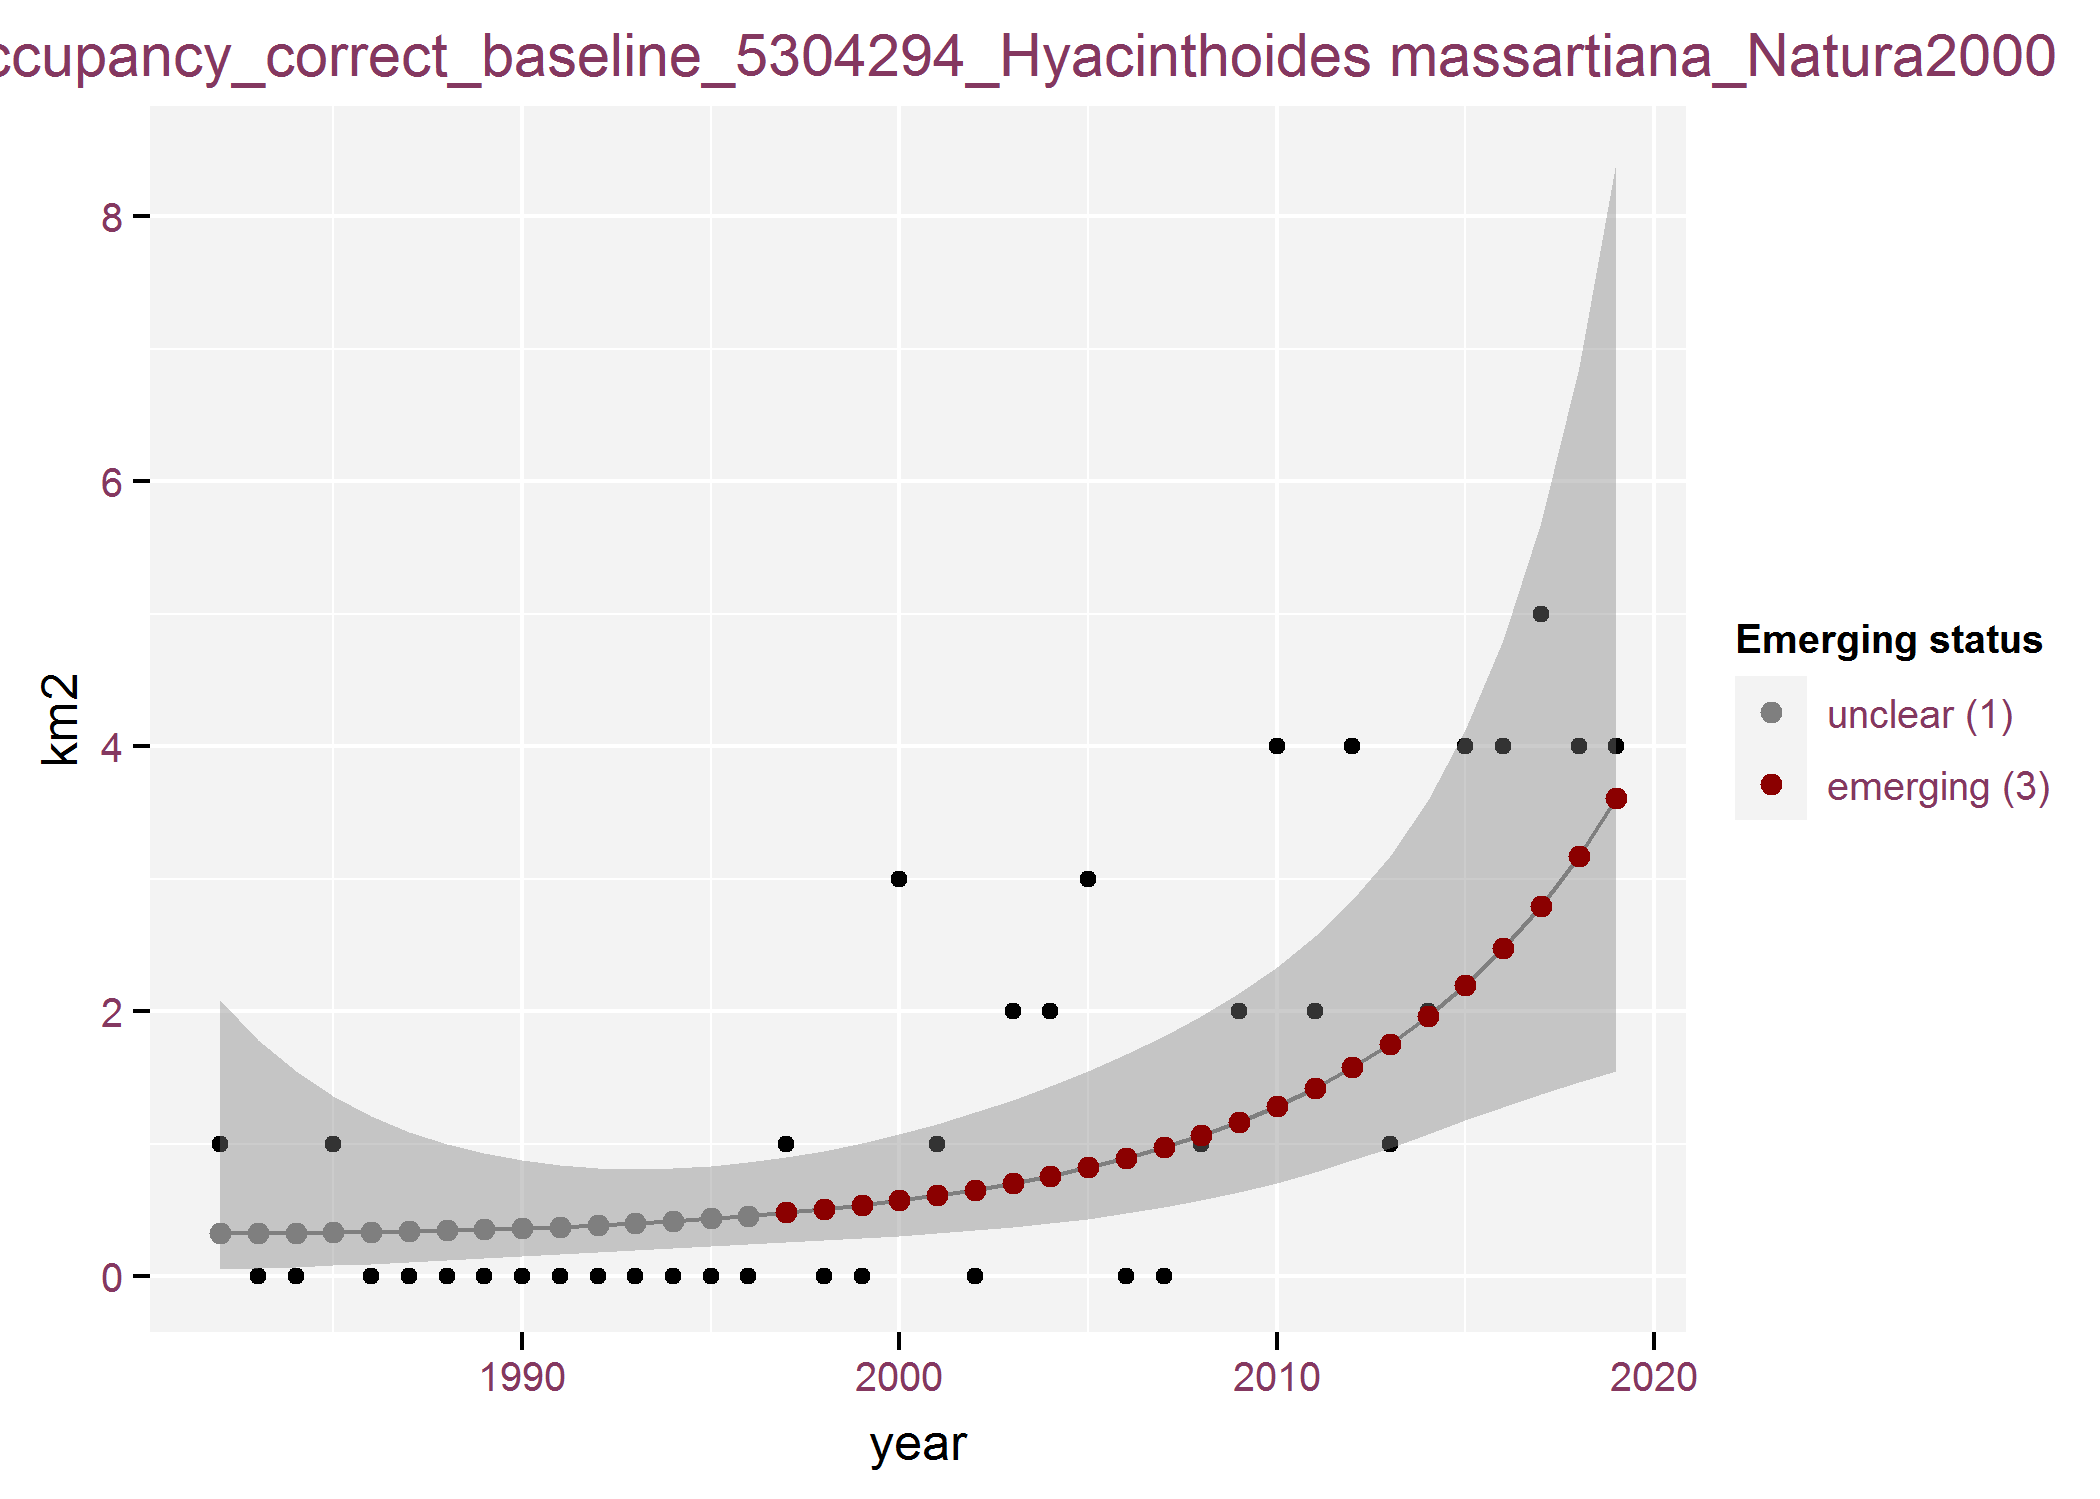 ccupancy_correct_baseline_5304294_Hyacinthoides massartiana_Natura2000
8
6
4
2
0
km2
1990 2000 2010 2020
year
Emerging status
unclear (1)
emerging (3)